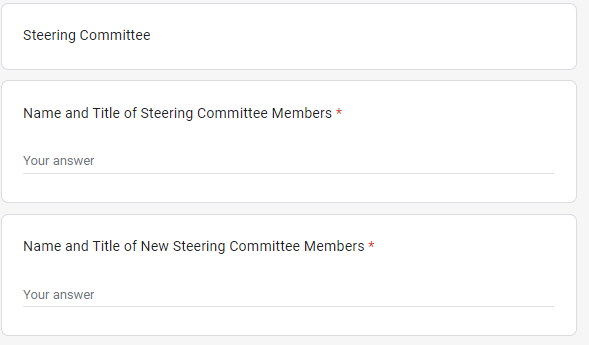 Steering Committee
Name and Title of Steering Committee Members *
Your answer
Name and Title of New Steering Committee Members *
Your answer